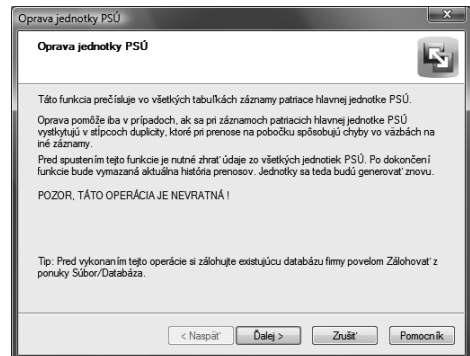 Oprava jednotky PSÚ
Oprava jednotky PSÚ
Táto funkcia prečísluje vo všetkých tabuľkách záznamy patriace hlavnej jednotke PSÚ.
Oprava pomôže iba v prípadoch, ak sa pri záznamoch patriacich hlavnej jednotke PSÚ
vyskytujú v stĺpcoch duplicity, ktoré pri prenose na pobočku spôsobujú chyby vo väzbách na
iné záznamy.
Pred spustením tejto funkcie je nutné zhrať údaje zo všetkých jednotiek PSÚ. Po dokončení
funkcie bude vymazaná aktuálna história prenosov. Jednotky sa teda budú generovať znovu.
POZOR, TÁTO OPERÁCIA JE NEVRATNÁ !
Tip: Pred vykonaním tejto operácie si zálohujte existujúcu databázu firmy povelom Zálohovať z
ponuky Súbor/Databáza.
< Naspäť Ďalej > Zrušiť Pomocník